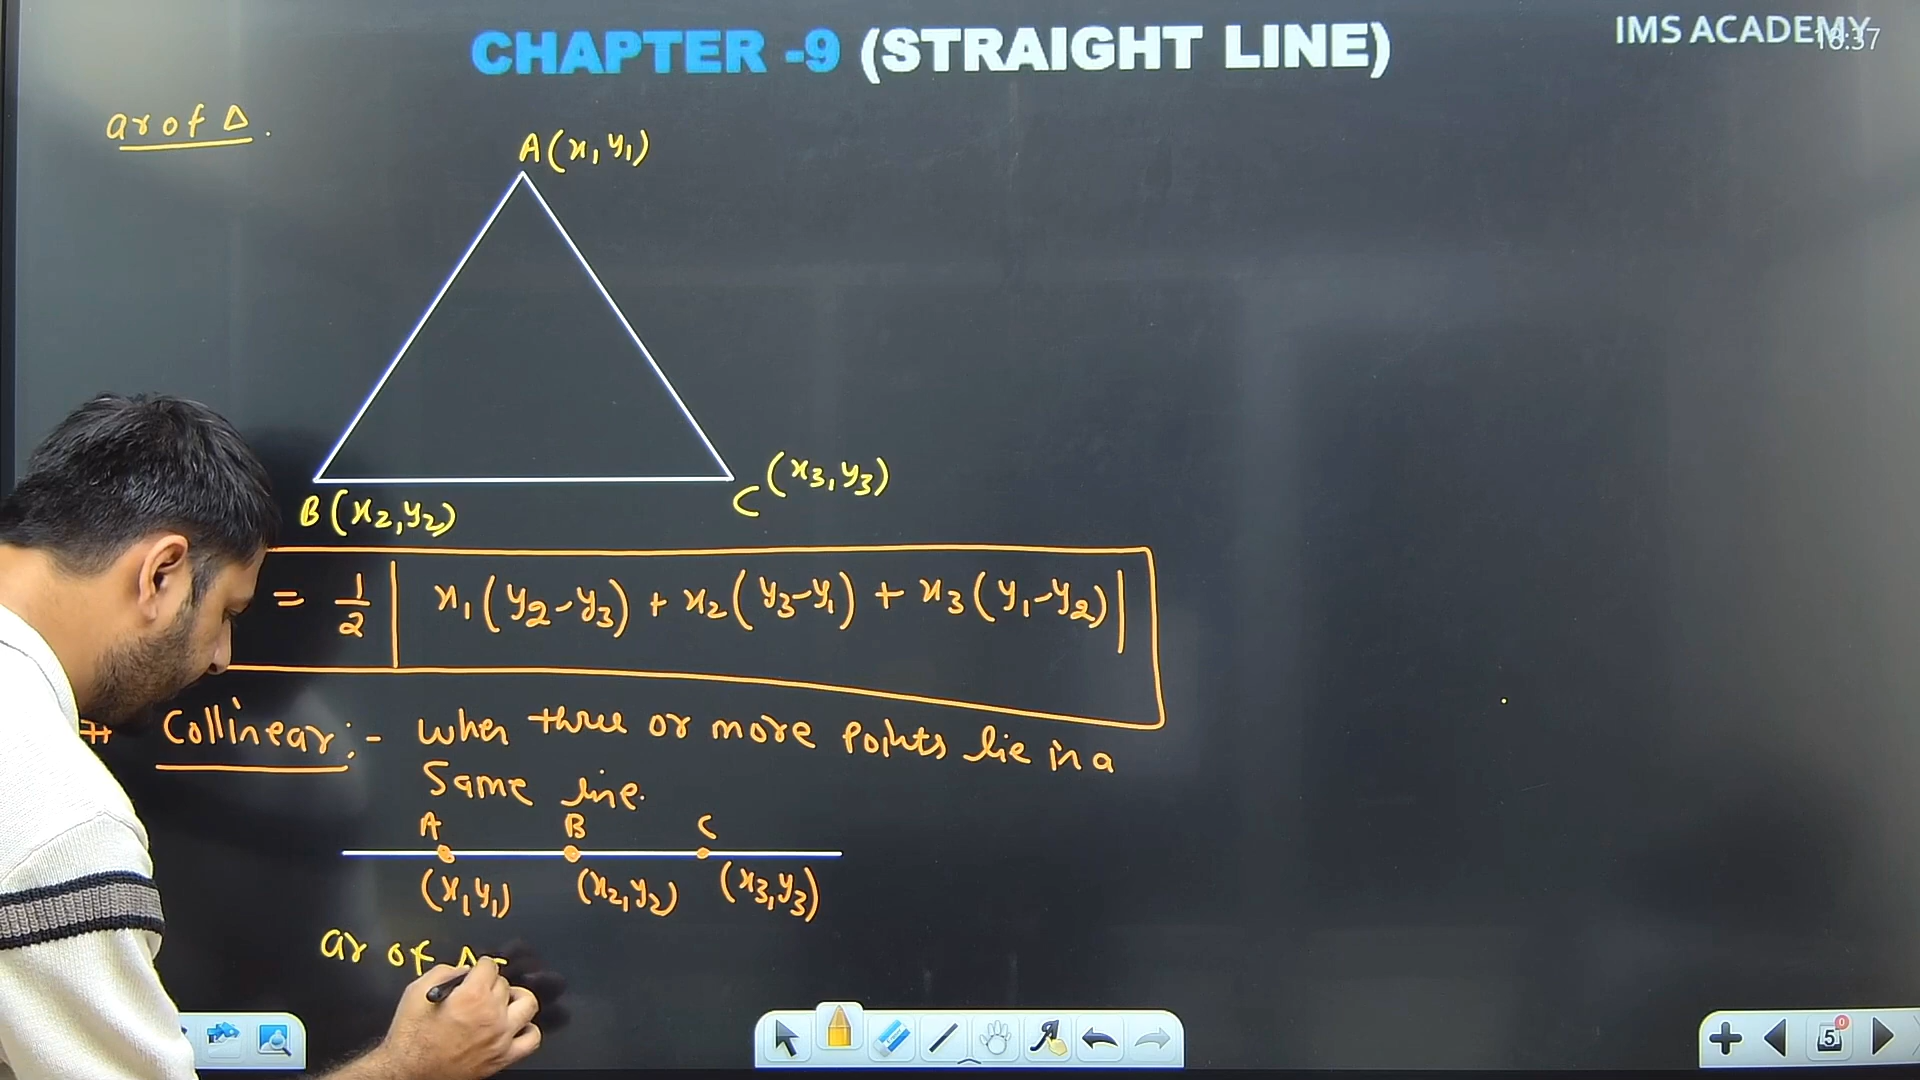 CHAPTER -9 (STRAIGHT LINE)
IMS ACADEMY
ar of Δ.
A(x1,y1)
B(x2,y2)
C(x3,y3)
= 1/2 | x1(y2-y3) + x2(y3-y1) + x3(y1-y2)|
Collinear:- when three or more points lie in a
Same line.
A B C
(x1,y1) (x2,y2) (x3,y3)
ar of Δ
5
0